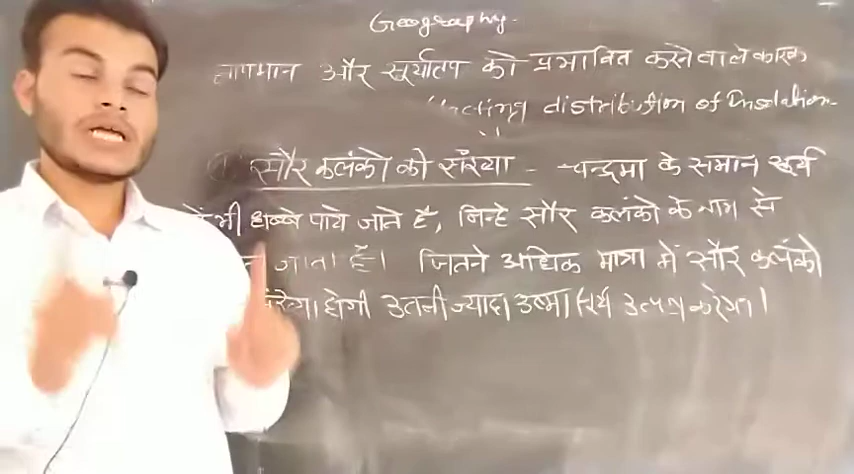 Geography.
तापमान और सूर्यातप को प्रभावित करने वाले कारक
distribution of Insolation-
सौर कलंको की संख्या - चन्द्रमा के समान सूर्य
भी धब्बे पाये जाते है, जिन्हे सौर कलंको के नाम से
जाता है। जितने अधिक मात्रा में सौर कलंको
होगी उतनी ज्यादा उष्मा सूर्य उत्पन्न करेगा।